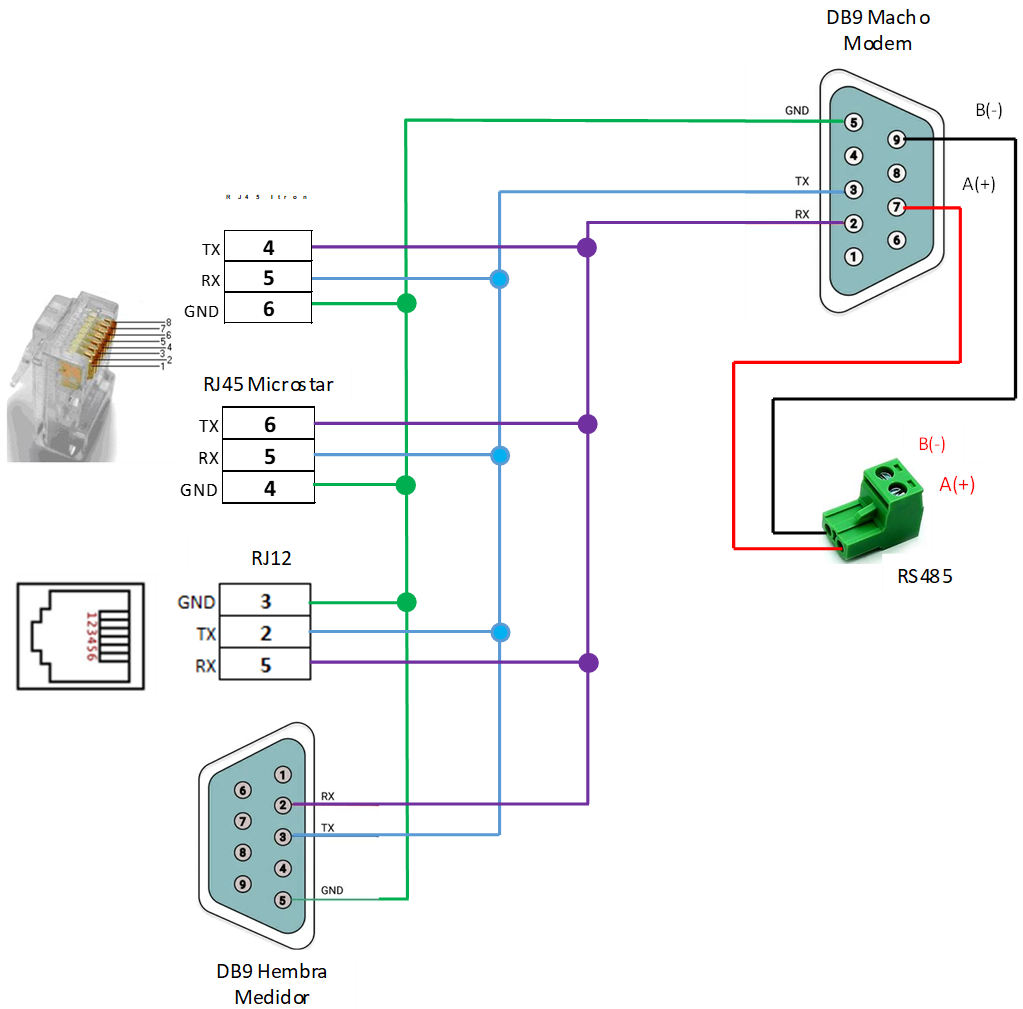 DB9 Macho
Modem
GND
5
9
B(-)
4
8
TX
3
7
A(+)
RX
2
6
1
RJ45 Itron
TX 4
RX 5
GND 6
8
7
6
5
4
3
2
1
RJ45 Microstar
TX 6
RX 5
GND 4
B(-)
A(+)
RS485
RJ12
GND 3
TX 2
RX 5
123456
1
6
2
RX
7
3
TX
8
4
9
5
GND
DB9 Hembra
Medidor